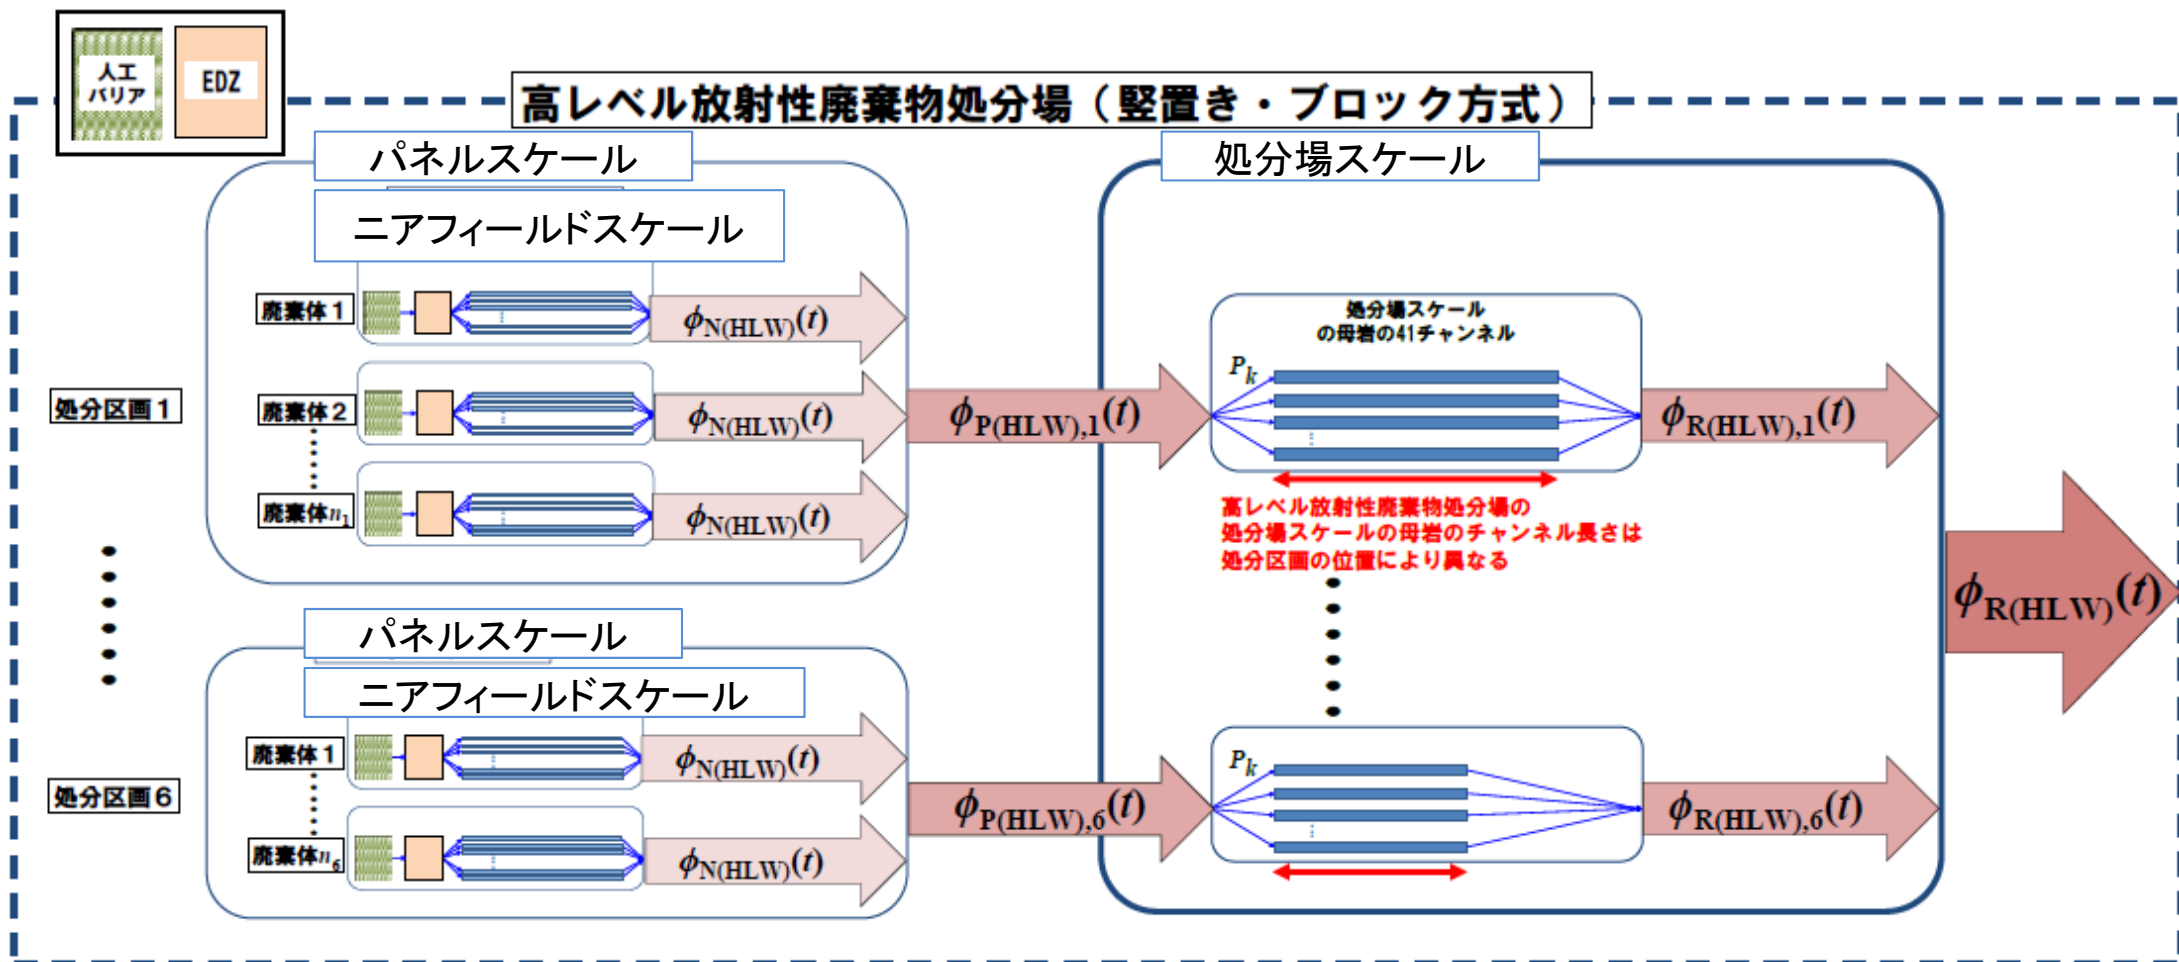 人工
バリア
EDZ
高レベル放射性廃棄物処分場（竪置き・ブロック方式）
パネルスケール
ニアフィールドスケール
処分区画1
廃棄体1
ϕN(HLW)(t)
廃棄体2
ϕN(HLW)(t)
廃棄体n1
ϕN(HLW)(t)
ϕP(HLW),1(t)
処分場スケール
処分場スケール
の母岩の41チャンネル
Pk
ϕR(HLW),1(t)
高レベル放射性廃棄物処分場の
処分場スケールの母岩のチャンネル長さは
処分区画の位置により異なる
パネルスケール
ニアフィールドスケール
処分区画6
廃棄体1
ϕN(HLW)(t)
廃棄体n6
ϕN(HLW)(t)
ϕP(HLW),6(t)
Pk
ϕR(HLW),6(t)
ϕR(HLW)(t)